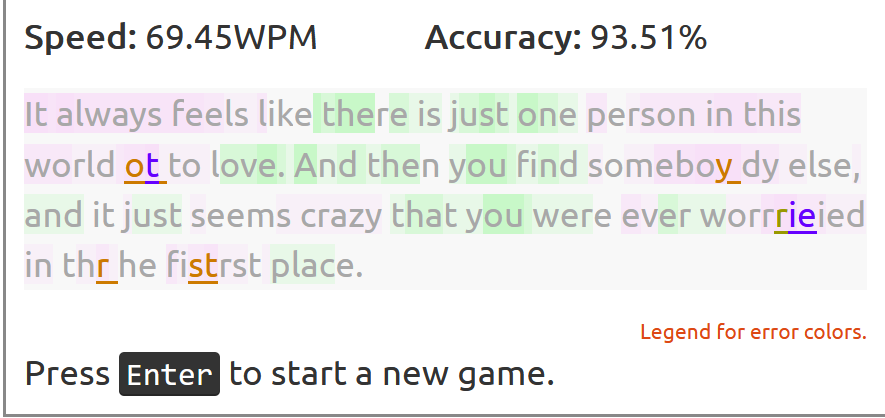 Speed: 69.45WPM Accuracy: 93.51%
It always feels like there is just one person in this
world ot to love. And then you find someboy dy else,
and it just seems crazy that you were ever worrrieied
in thr he fistrst place.
Legend for error colors.
Press Enter to start a new game.